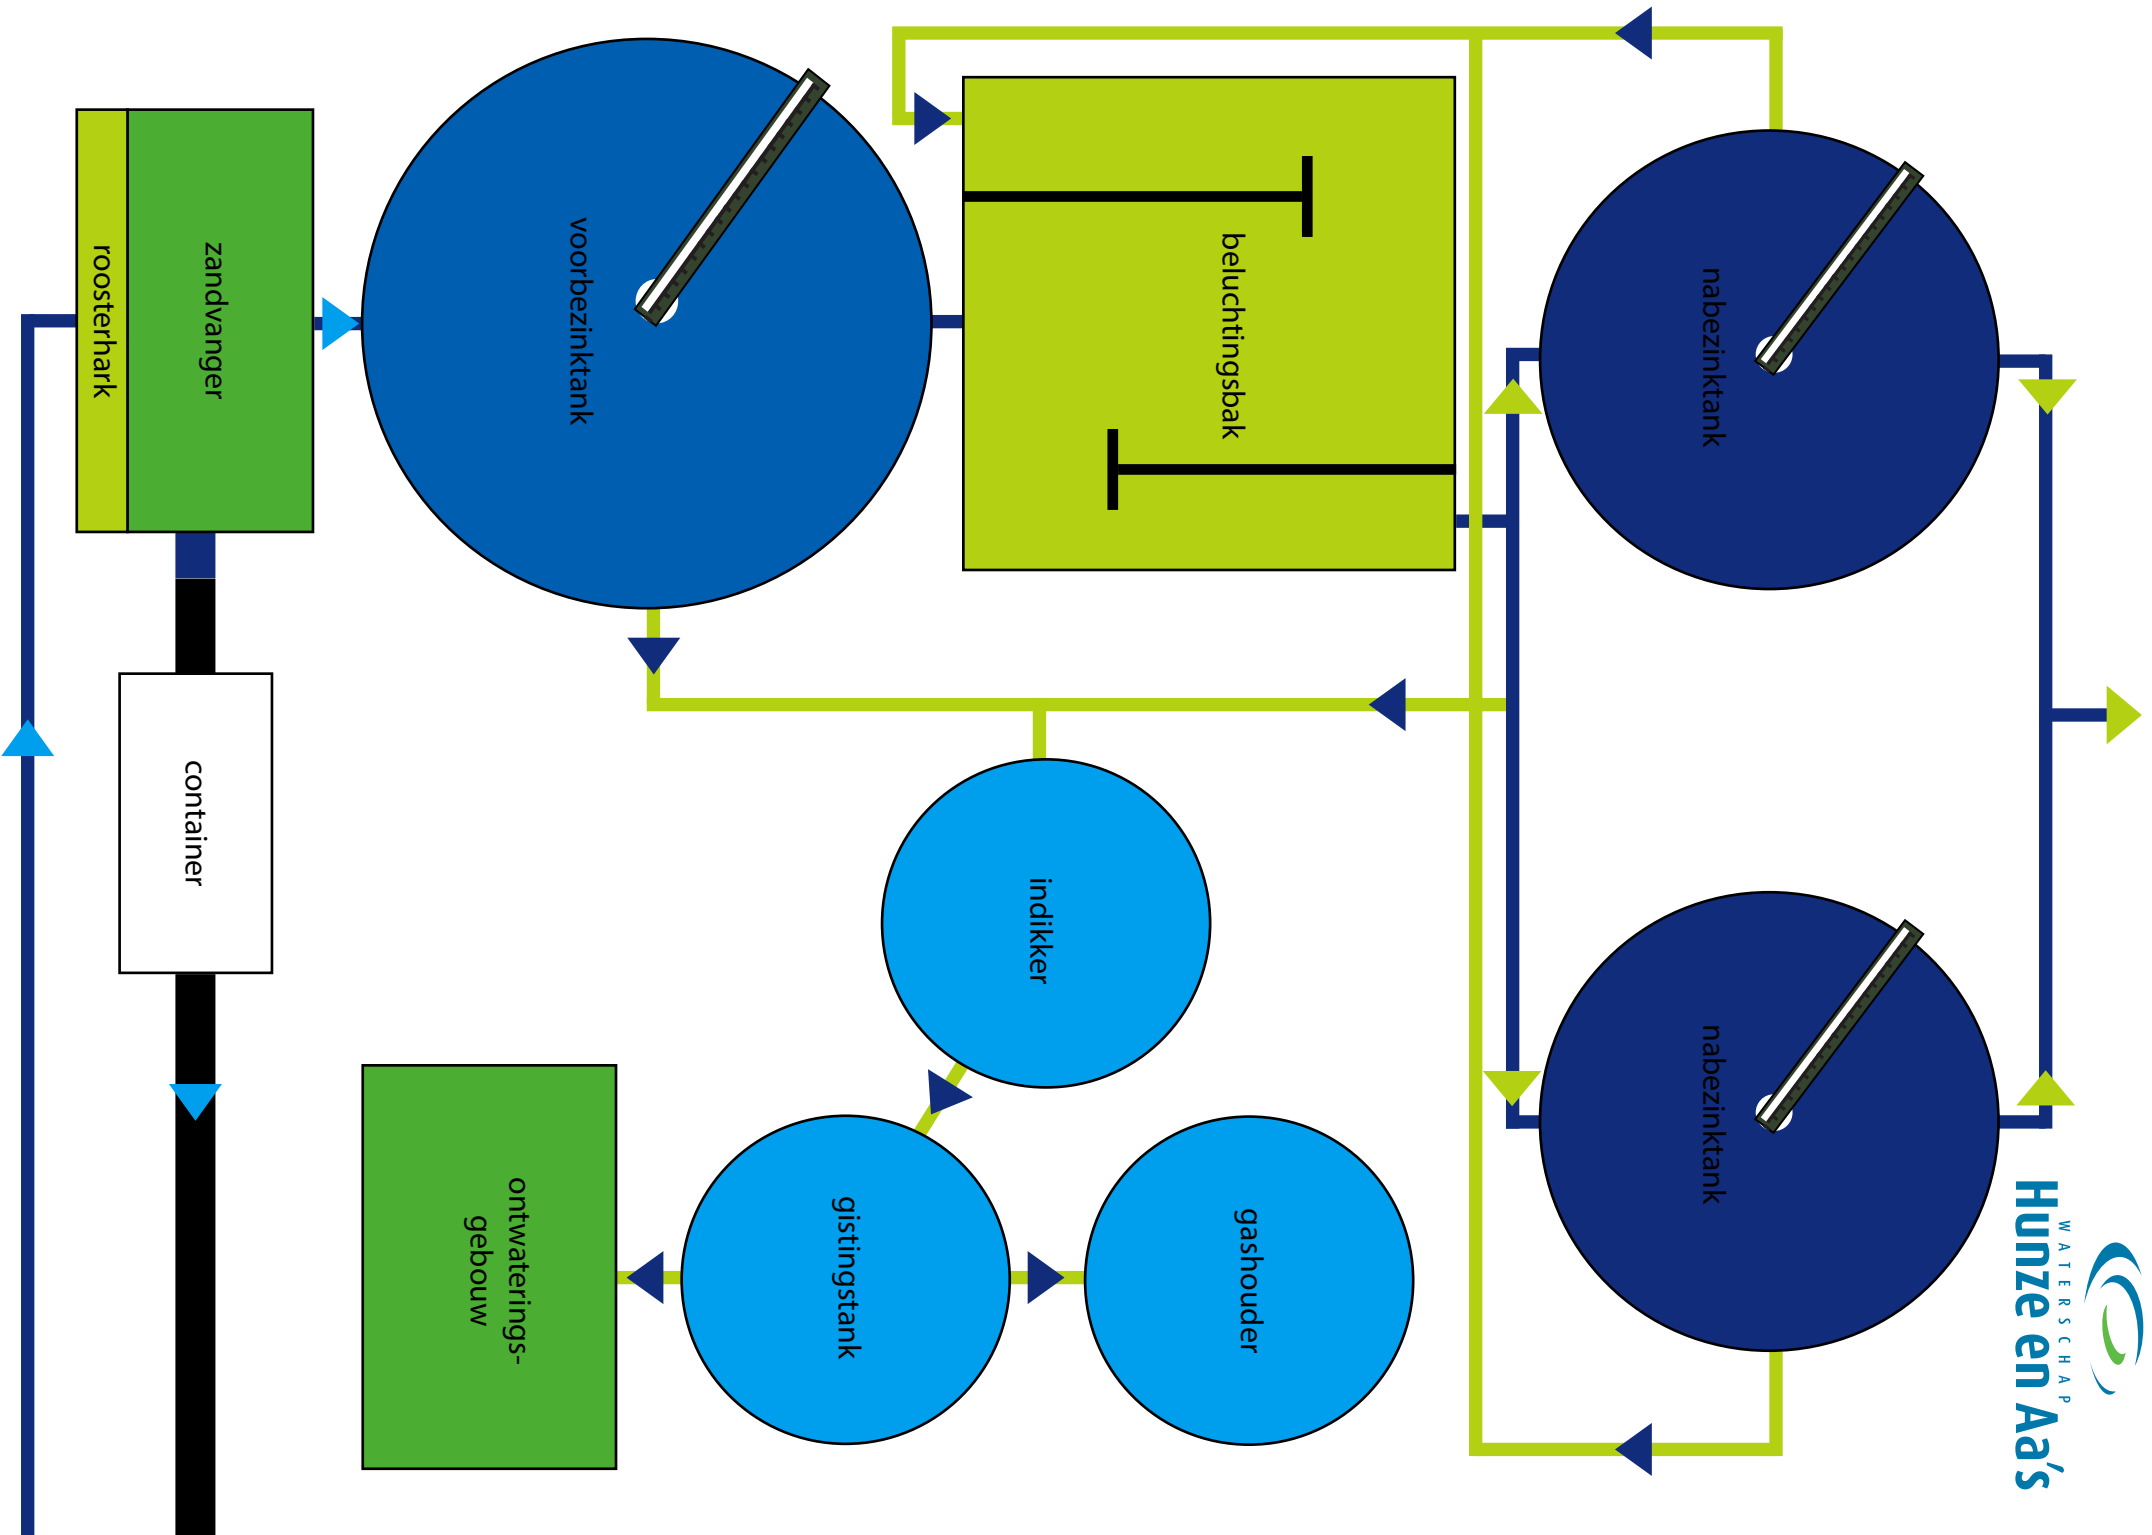 roosterhark
zandvanger
container
voorbezinktank
beluchtingsbak
indikker
ontwaterings-
gebouw
gistingstank
gashouder
nabezinktank
nabezinktank
WATERSCHAP
Hunze en Aa's